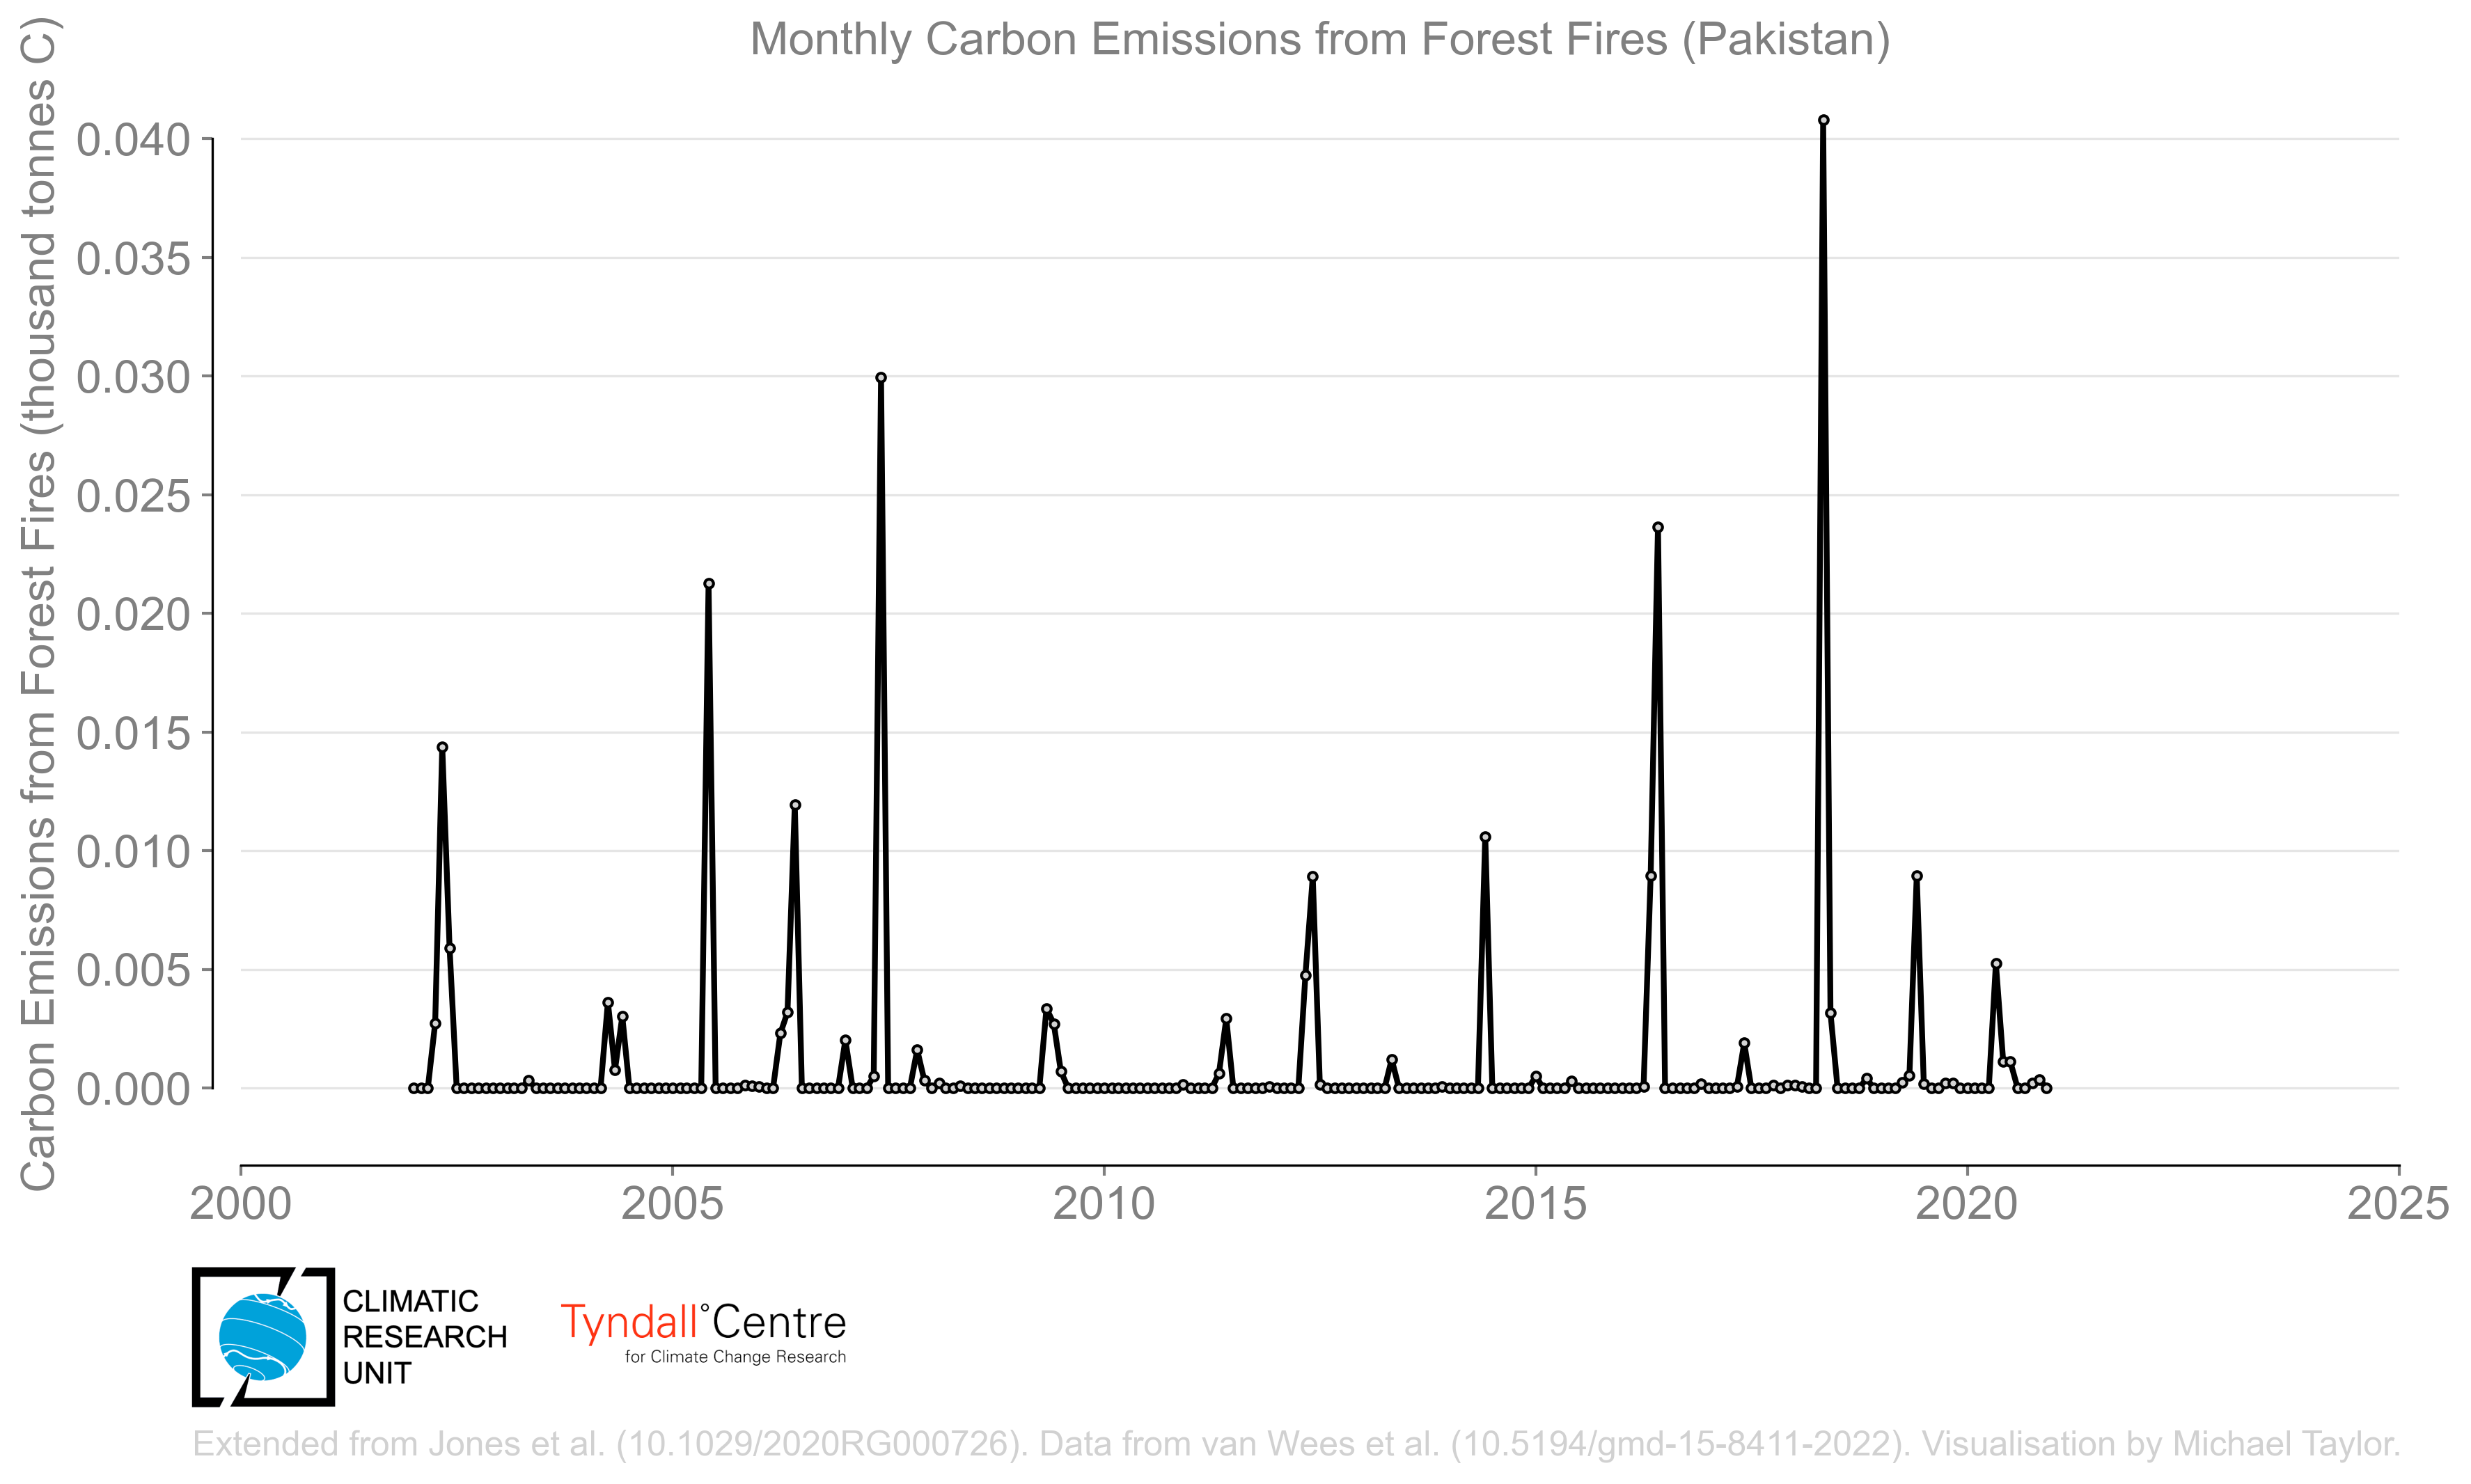 Monthly Carbon Emissions from Forest Fires (Pakistan)
Carbon Emissions from Forest Fires (thousand tonnes C)
0.040
0.035
0.030
0.025
0.020
0.015
0.010
0.005
0.000
2000 2005 2010 2015 2020 2025
CLIMATIC
RESEARCH
UNIT
Tyndall°Centre
for Climate Change Research
Extended from Jones et al. (10.1029/2020RG000726). Data from van Wees et al. (10.5194/gmd-15-8411-2022). Visualisation by Michael Taylor.